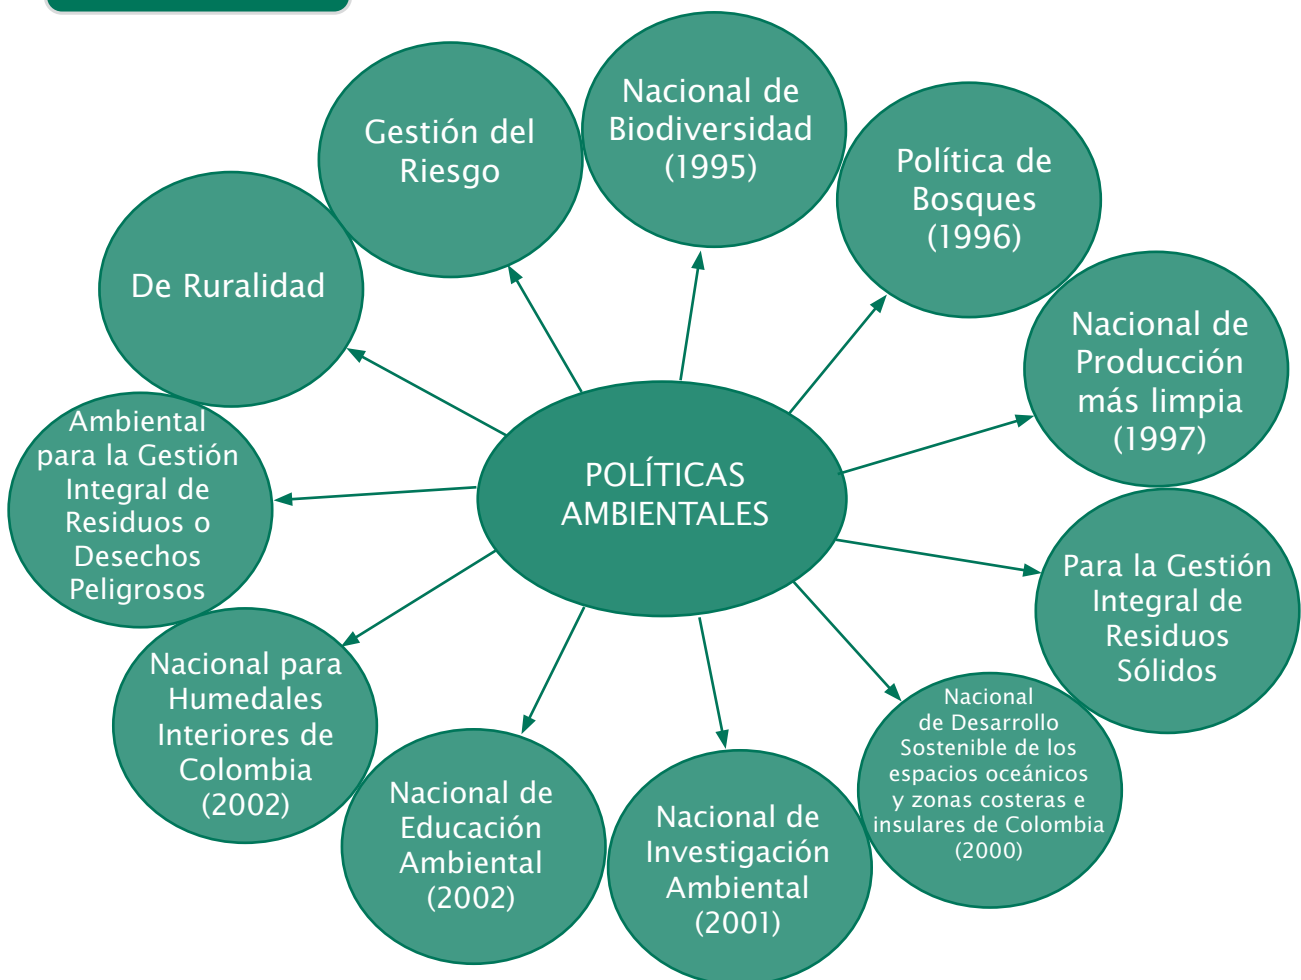 POLÍTICAS
AMBIENTALES
Nacional de
Biodiversidad
(1995)
Política de
Bosques
(1996)
Nacional de
Producción
más limpia
(1997)
Para la Gestión
Integral de
Residuos
Sólidos
Nacional
de Desarrollo
Sostenible de los
espacios oceánicos
y zonas costeras e
insulares de Colombia
(2000)
Nacional de
Investigación
Ambiental
(2001)
Nacional de
Educación
Ambiental
(2002)
Nacional para
Humedales
Interiores de
Colombia
(2002)
Ambiental
para la Gestión
Integral de
Residuos o
Desechos
Peligrosos
De Ruralidad
Gestión del
Riesgo